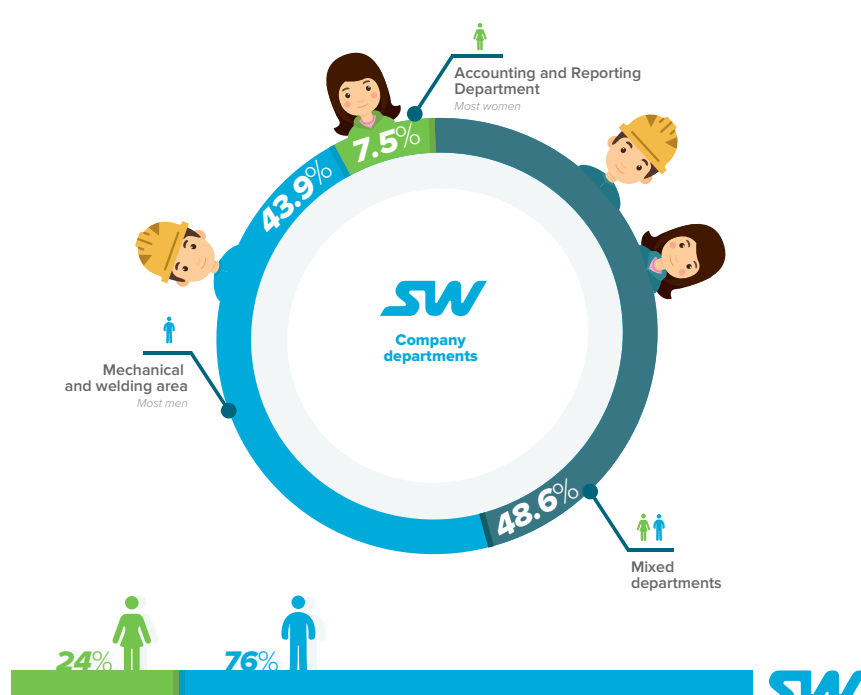 Accounting and Reporting
Department
Most women
7.5%
43.9%
SW
Company
departments
Mechanical
and welding area
Most men
48.6%
Mixed
departments
24%
76%
SW